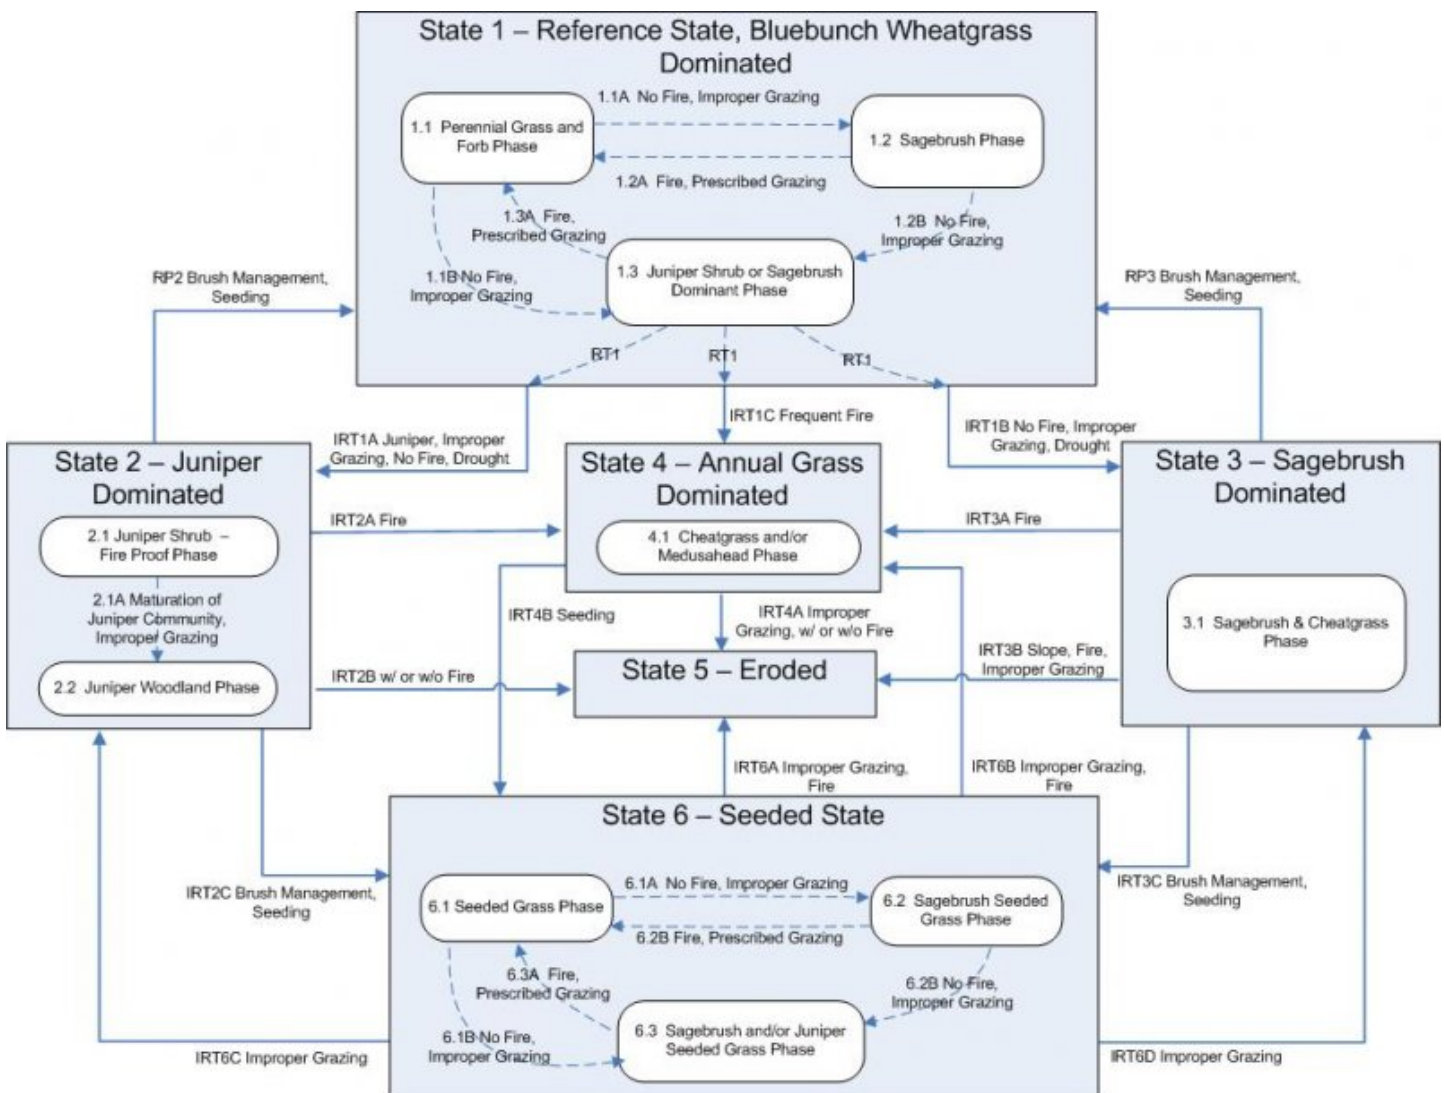 State 1 – Reference State, Bluebunch Wheatgrass
Dominated
1.1A No Fire, Improper Grazing
1.1 Perennial Grass and
Forb Phase
1.2 Sagebrush Phase
1.2A Fire, Prescribed Grazing
1.3A Fire,
Prescribed Grazing
1.2B No Fire,
Improper Grazing
1.1B No Fire,
Improper Grazing
1.3 Juniper Shrub or Sagebrush
Dominant Phase
RP2 Brush Management,
Seeding
RP3 Brush Management,
Seeding
RT1
RT1
RT1
IRT1A Juniper, Improper
Grazing, No Fire, Drought
IRT1C Frequent Fire
IRT1B No Fire, Improper
Grazing, Drought
State 2 – Juniper
Dominated
2.1 Juniper Shrub –
Fire Proof Phase
2.1A Maturation of
Juniper Community,
Improper Grazing
2.2 Juniper Woodland Phase
IRT2A Fire
State 4 – Annual Grass
Dominated
4.1 Cheatgrass and/or
Medusahead Phase
IRT3A Fire
State 3 – Sagebrush
Dominated
3.1 Sagebrush & Cheatgrass
Phase
IRT4B Seeding
IRT4A Improper
Grazing, w/ or w/o Fire
IRT3B Slope, Fire,
Improper Grazing
IRT2B w/ or w/o Fire
State 5 – Eroded
IRT6A Improper Grazing,
Fire
IRT6B Improper Grazing,
Fire
State 6 – Seeded State
IRT2C Brush Management,
Seeding
IRT3C Brush Management,
Seeding
6.1A No Fire, Improper Grazing
6.1 Seeded Grass Phase
6.2 Sagebrush Seeded
Grass Phase
6.2B Fire, Prescribed Grazing
6.3A Fire,
Prescribed Grazing
6.2B No Fire,
Improper Grazing
6.1B No Fire,
Improper Grazing
6.3 Sagebrush and/or Juniper
Seeded Grass Phase
IRT6C Improper Grazing
IRT6D Improper Grazing